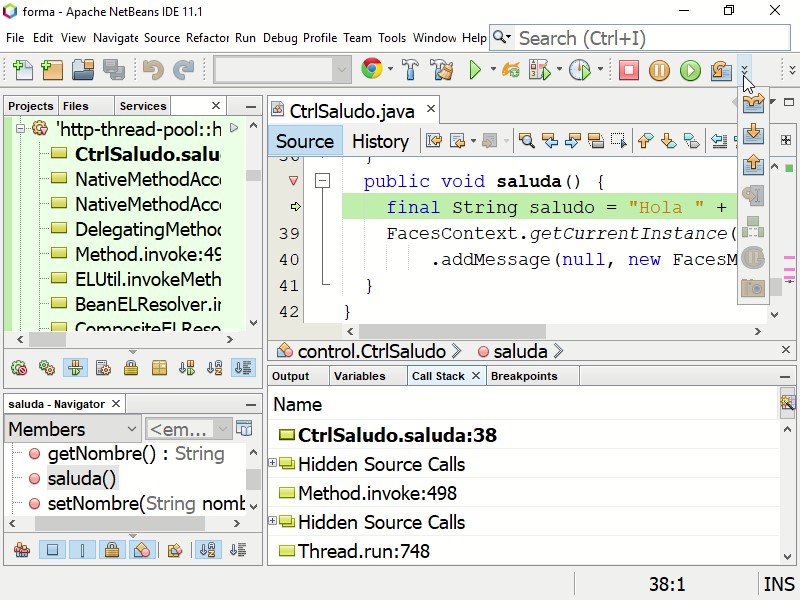 forma - Apache NetBeans IDE 11.1
File Edit View Navigate Source Refactor Run Debug Profile Team Tools Window Help Search (Ctrl+I)
Projects Files Services
'http-thread-pool::h
CtrlSaludo.salu
NativeMethodAcc
NativeMethodAcc
DelegatingMethod
Method.invoke:49
ELUtil.invokeMeth
BeanELResolver.in
CompositeELReso
saluda - Navigator
Members <em...
getNombre() : String
saluda()
setNombre(String nomb
CtrlSaludo.java
Source History
}
public void saluda() {
final String saludo = "Hola " +
39 FacesContext.getCurrentInstance(
40 .addMessage(null, new FacesM
41 }
42 }
control.CtrlSaludo saluda
Output Variables Call Stack Breakpoints
Name
CtrlSaludo.saluda:38
Hidden Source Calls
Method.invoke:498
Hidden Source Calls
Thread.run:748
38:1 INS